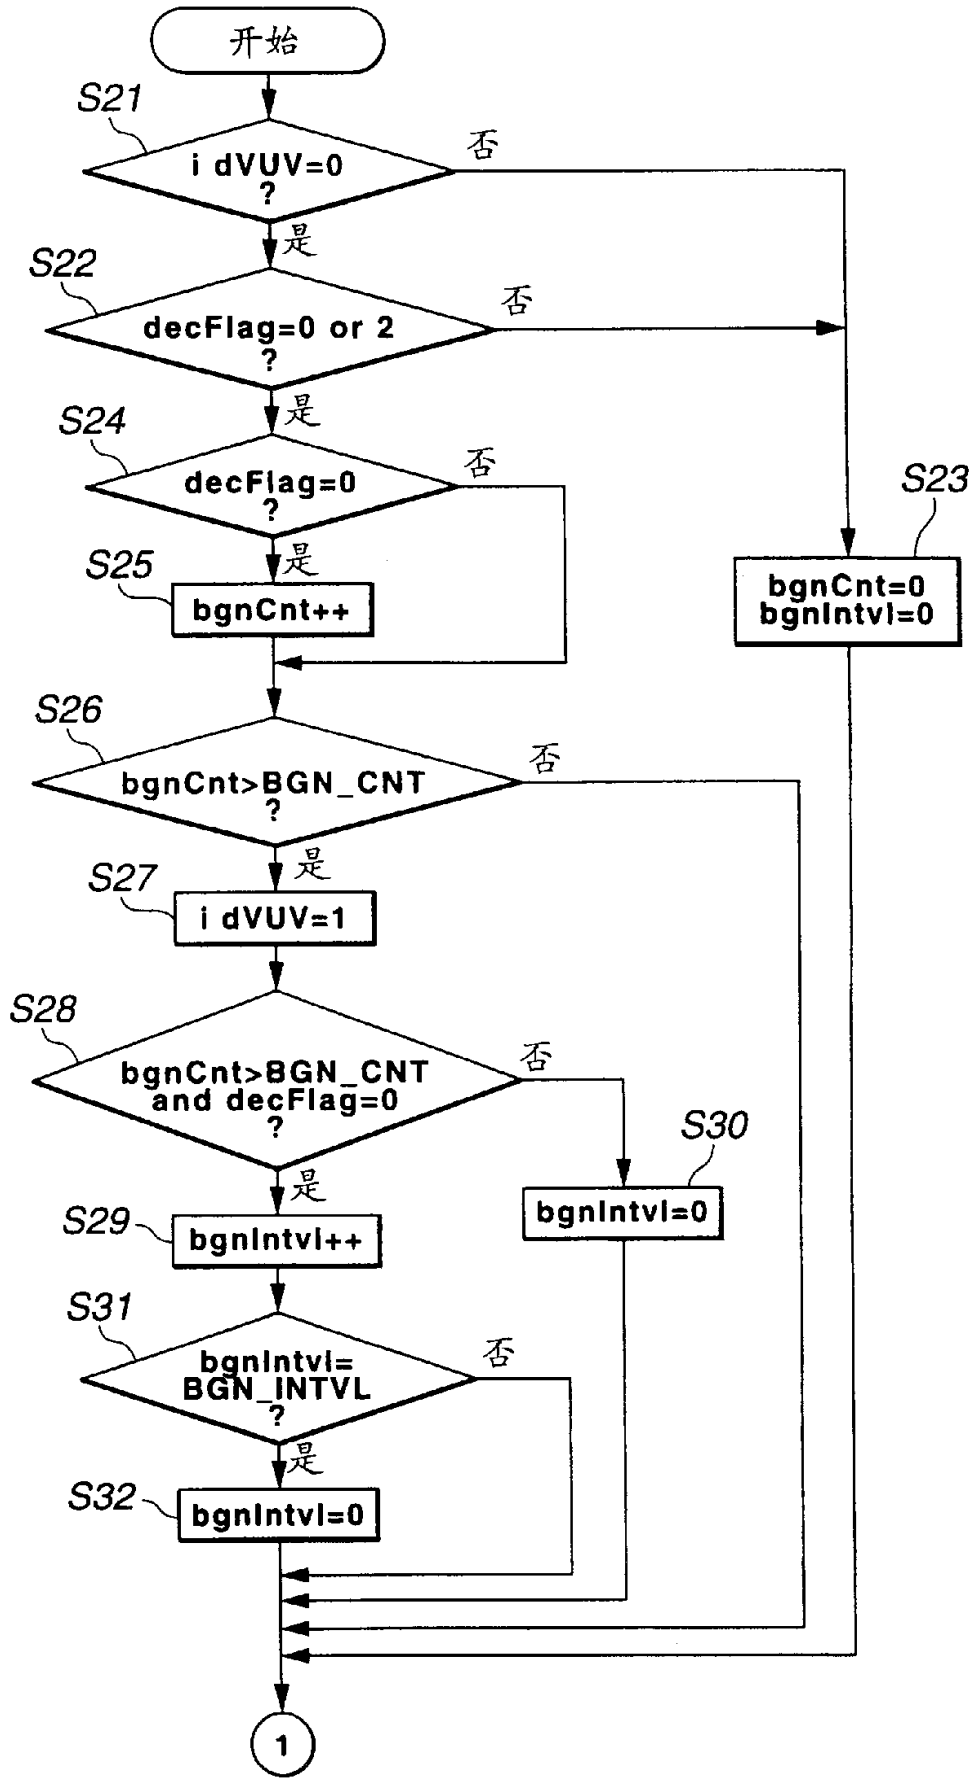 开始
S21
i dVUV=0
?
否
是
S22
decFlag=0 or 2
?
否
是
S24
decFlag=0
?
否
是
S23
bgnCnt=0
bgnIntvl=0
S25
bgnCnt++
S26
bgnCnt>BGN_CNT
?
否
是
S27
i dVUV=1
S28
bgnCnt>BGN_CNT
and decFlag=0
?
否
是
S30
bgnIntvl=0
S29
bgnIntvl++
S31
bgnIntvl=
BGN_INTVL
?
否
是
S32
bgnIntvl=0
1